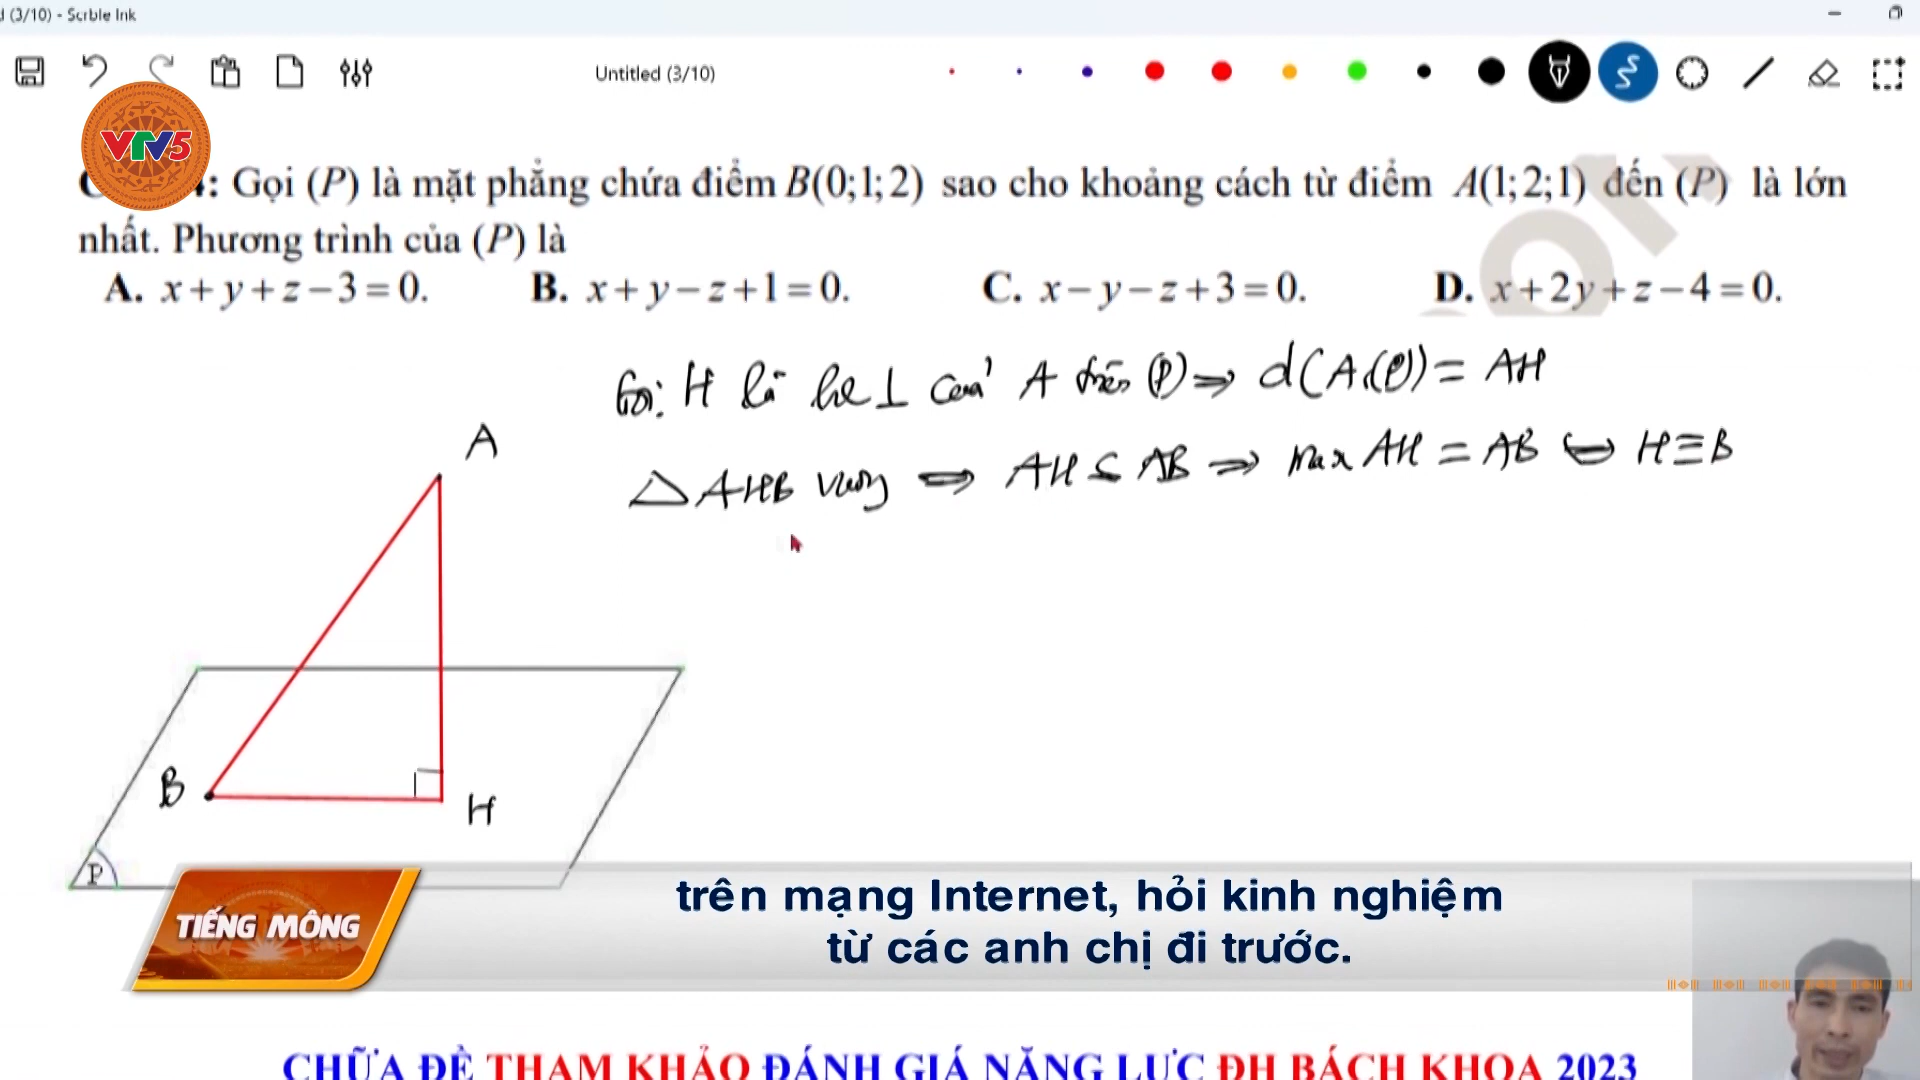 d (3/10) - Scrble Ink
Untitled (3/10)
VTV5
4: Gọi (P) là mặt phẳng chứa điểm B(0;1;2) sao cho khoảng cách từ điểm A(1;2;1) đến (P) là lớn
nhất. Phương trình của (P) là
A. x+y+z−3=0. B. x+y−z+1=0. C. x−y−z+3=0. D. x+2y+z−4=0.
Gọi: H là hc ⊥ của A trên (P) ⇒ d(A,(P)) = AH
△AHB vuông ⇒ AH ≤ AB ⇒ Max AH = AB ⇔ H≡B
A
B
H
P
TIẾNG MÔNG
trên mạng Internet, hỏi kinh nghiệm
từ các anh chị đi trước.
CHỮA ĐỀ THAM KHẢO ĐÁNH GIÁ NĂNG LỰC ĐH BÁCH KHOA 2023